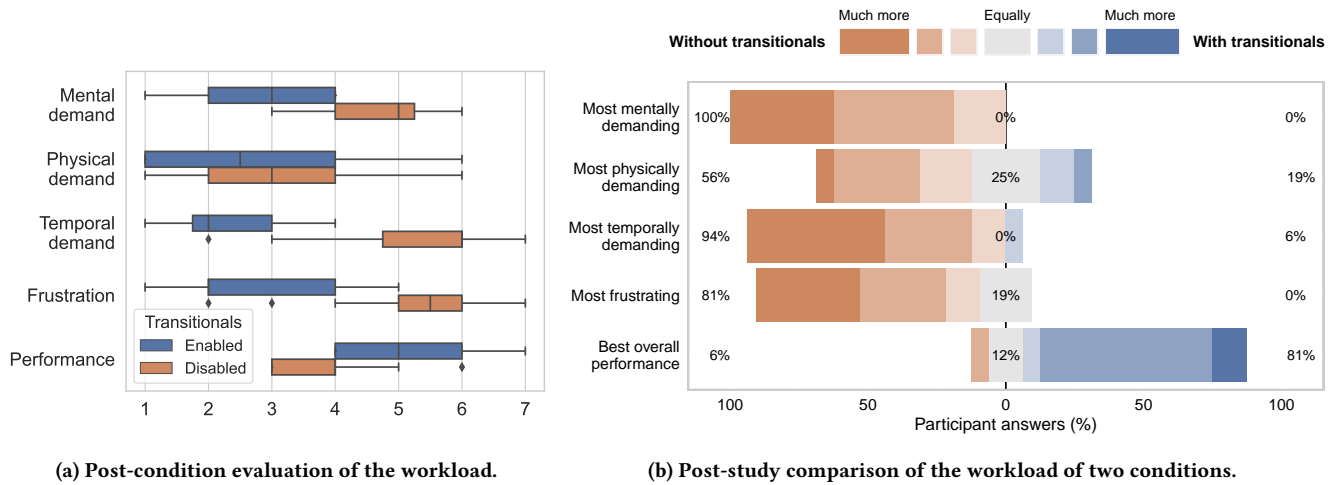 Mental
demand
Physical
demand
Temporal
demand
Frustration
Performance
Transitionals
Enabled
Disabled
1 2 3 4 5 6 7
(a) Post-condition evaluation of the workload.
Much more Equally Much more
Without transitionals With transitionals
Most mentally
demanding
100% 0% 0%
Most physically
demanding
56% 25% 19%
Most temporally
demanding
94% 0% 6%
Most frustrating
81% 19% 0%
Best overall
performance
6% 12% 81%
100 50 0 50 100
Participant answers (%)
(b) Post-study comparison of the workload of two conditions.